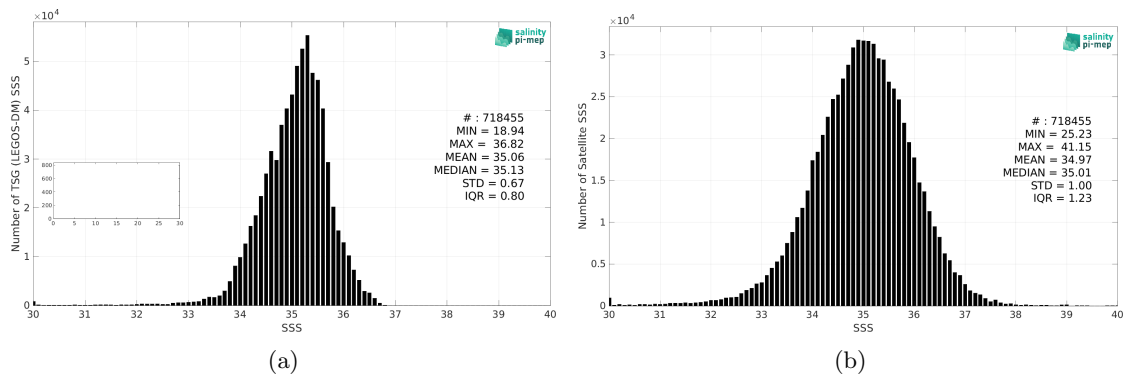 ×10⁴
Number of TSG (LEGOS-DM) SSS
5
4
3
2
1
0
salinity
pi-mep
# : 718455
MIN = 18.94
MAX = 36.82
MEAN = 35.06
MEDIAN = 35.13
STD = 0.67
IQR = 0.80
800
600
400
200
0
0 5 10 15 20 25 30
30 31 32 33 34 35 36 37 38 39 40
SSS
(a)
×10⁴
Number of Satellite SSS
3
2.5
2
1.5
1
0.5
0
salinity
pi-mep
# : 718455
MIN = 25.23
MAX = 41.15
MEAN = 34.97
MEDIAN = 35.01
STD = 1.00
IQR = 1.23
30 31 32 33 34 35 36 37 38 39 40
SSS
(b)